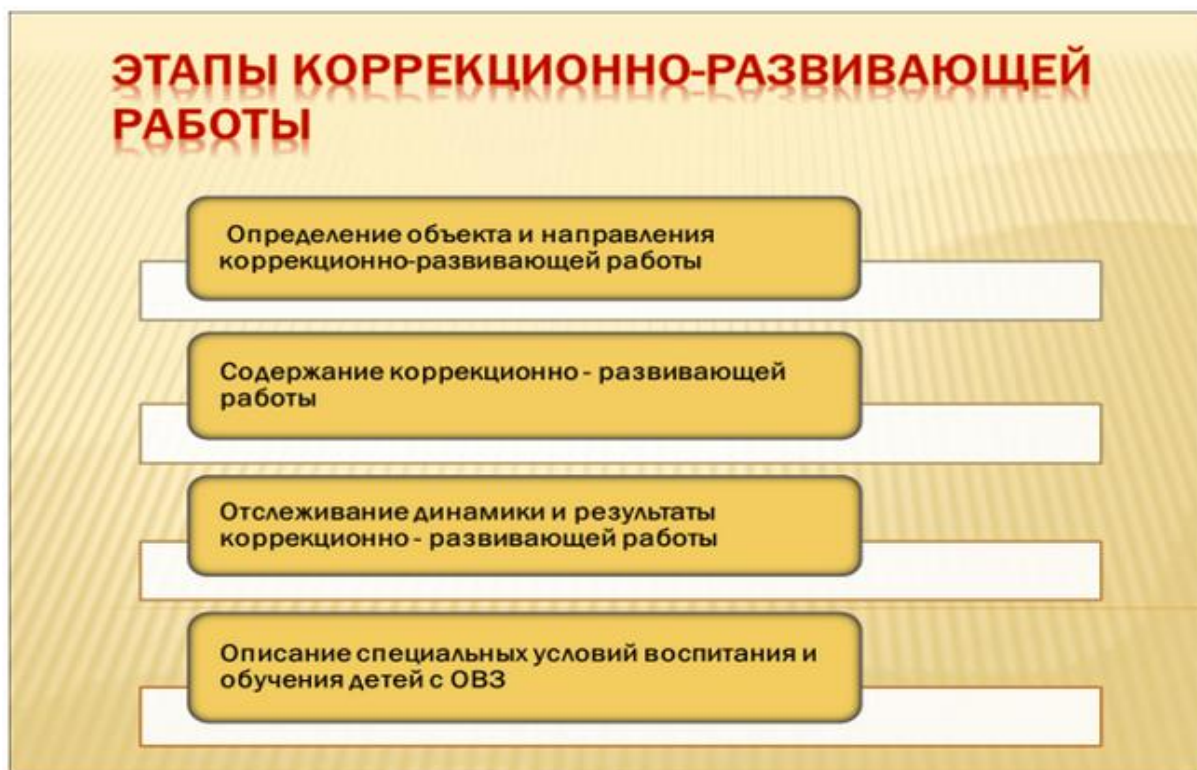 ЭТАПЫ КОРРЕКЦИОННО-РАЗВИВАЮЩЕЙ
РАБОТЫ
Определение объекта и направления
коррекционно-развивающей работы
Содержание коррекционно - развивающей
работы
Отслеживание динамики и результаты
коррекционно - развивающей работы
Описание специальных условий воспитания и
обучения детей с ОВЗ